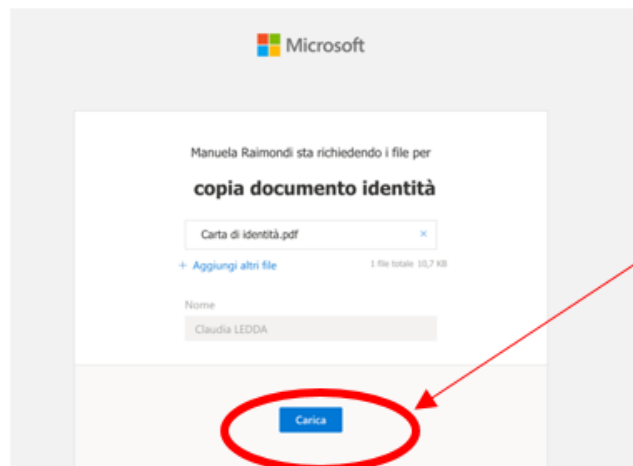 Microsoft
Manuela Raimondi sta richiedendo i file per
copia documento identità
Carta di identità.pdf ×
+ Aggiungi altri file 1 file totale 10,7 KB
Nome
Claudia LEDDA
Carica